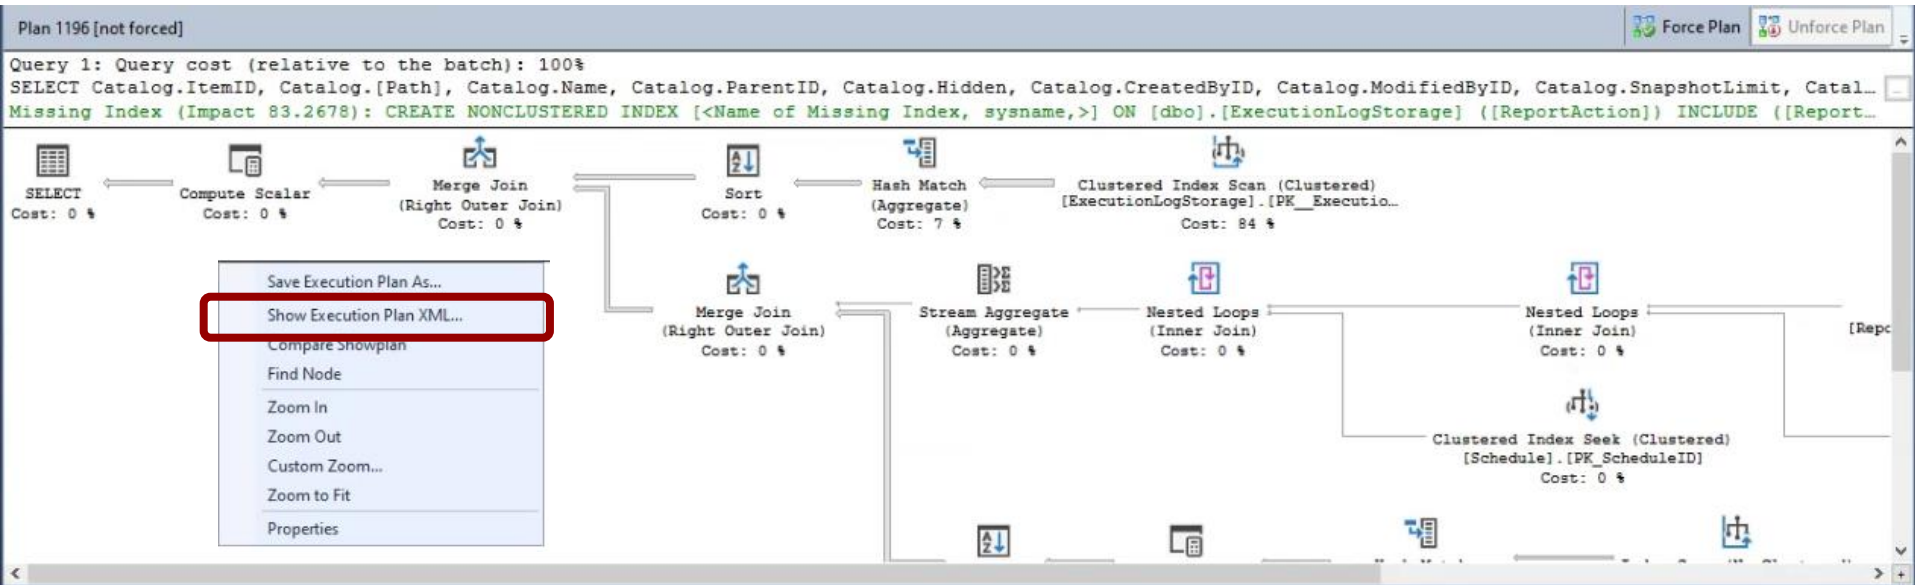 Plan 1196 [not forced]
Force Plan
Unforce Plan
Query 1: Query cost (relative to the batch): 100%
SELECT Catalog.ItemID, Catalog.[Path], Catalog.Name, Catalog.ParentID, Catalog.Hidden, Catalog.CreatedByID, Catalog.ModifiedByID, Catalog.SnapshotLimit, Catal…
Missing Index (Impact 83.2678): CREATE NONCLUSTERED INDEX [<Name of Missing Index, sysname,>] ON [dbo].[ExecutionLogStorage] ([ReportAction]) INCLUDE ([Report…
SELECT
Cost: 0 %
Compute Scalar
Cost: 0 %
Merge Join
(Right Outer Join)
Cost: 0 %
Sort
Cost: 0 %
Hash Match
(Aggregate)
Cost: 7 %
Clustered Index Scan (Clustered)
[ExecutionLogStorage].[PK__Executio…
Cost: 84 %
Save Execution Plan As...
Show Execution Plan XML...
Compare Showplan
Find Node
Zoom In
Zoom Out
Custom Zoom...
Zoom to Fit
Properties
Merge Join
(Right Outer Join)
Cost: 0 %
Stream Aggregate
(Aggregate)
Cost: 0 %
Nested Loops
(Inner Join)
Cost: 0 %
Nested Loops
(Inner Join)
Cost: 0 %
[Repo
Clustered Index Seek (Clustered)
[Schedule].[PK_ScheduleID]
Cost: 0 %